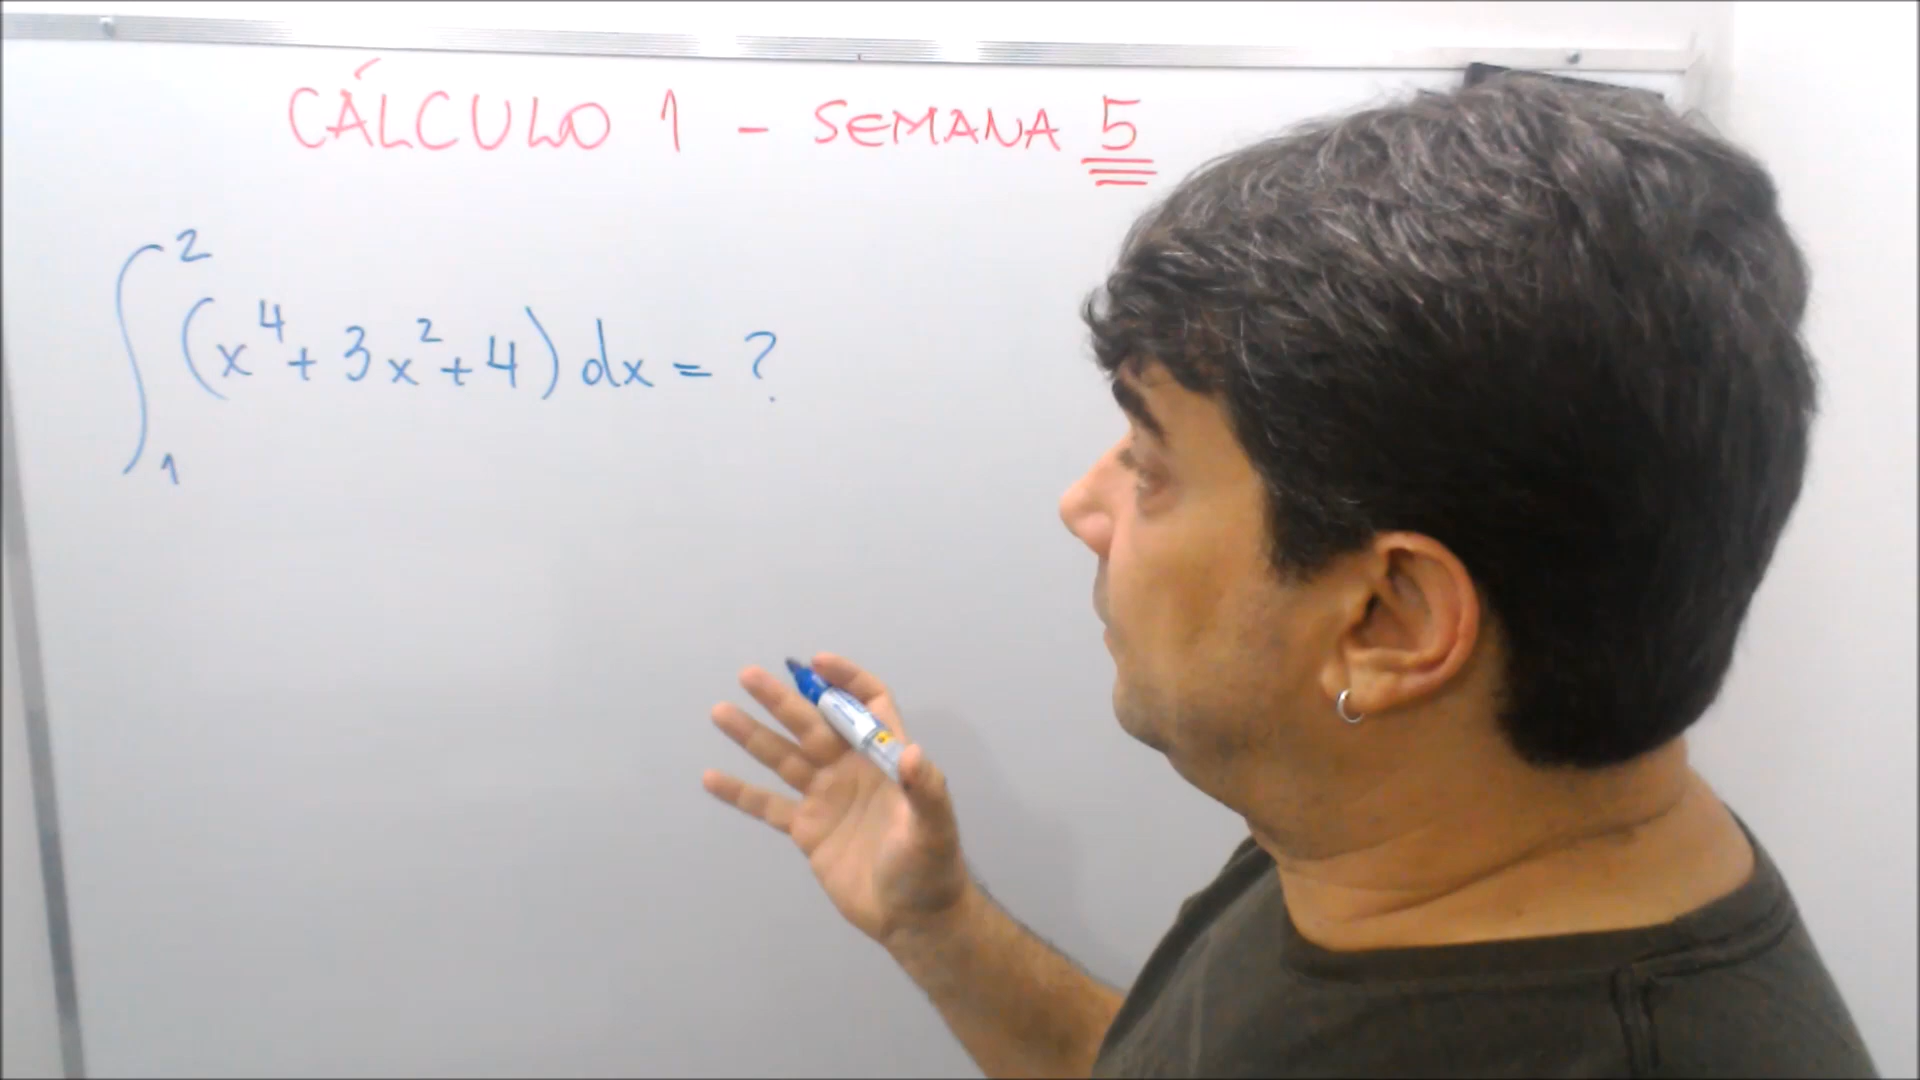 CÁLCULO 1 - SEMANA 5
∫₁² (x⁴ + 3x² + 4) dx = ?